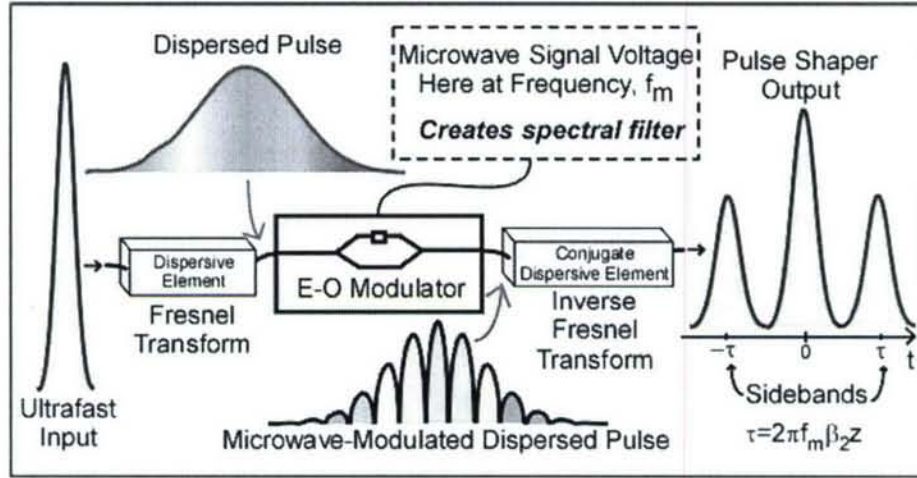 Dispersed Pulse
Microwave Signal Voltage
Here at Frequency, fm
Creates spectral filter
Pulse Shaper
Output
Dispersive
Element
E-O Modulator
Conjugate
Dispersive Element
Fresnel
Transform
Inverse
Fresnel
Transform
-τ
0
τ
t
Ultrafast
Input
Microwave-Modulated Dispersed Pulse
Sidebands
τ=2πfmβ2z